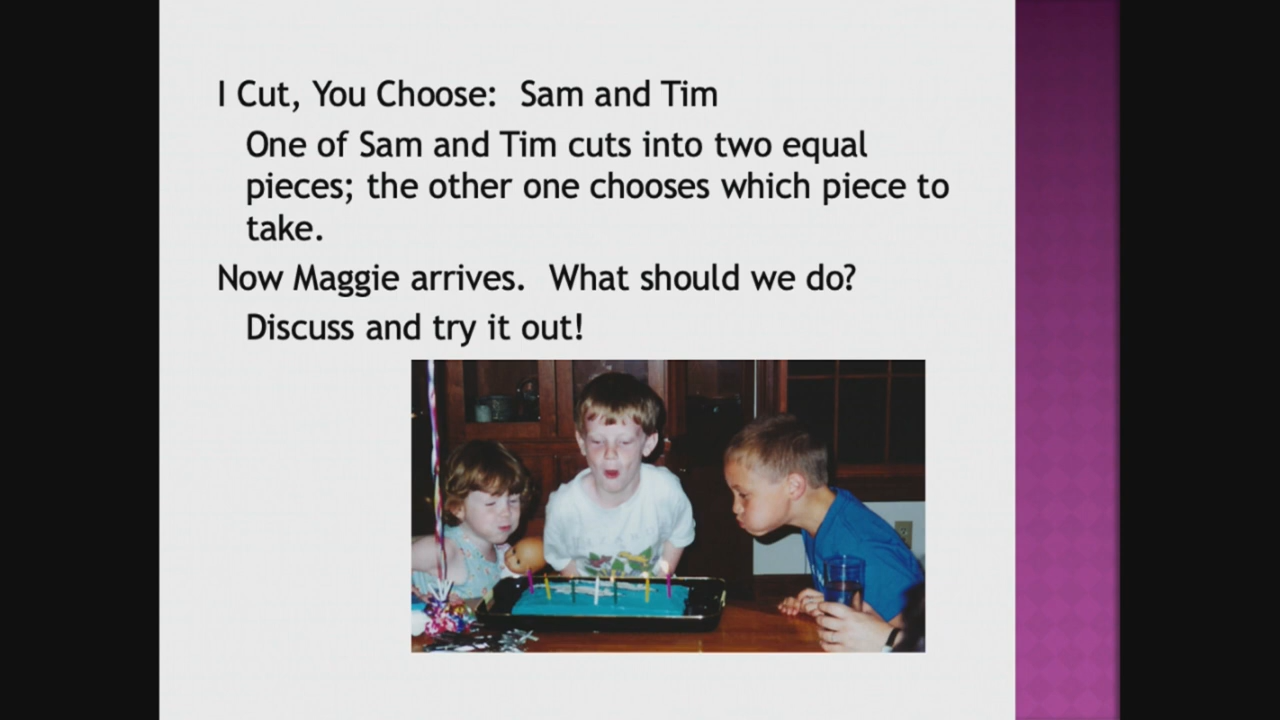 I Cut, You Choose: Sam and Tim
One of Sam and Tim cuts into two equal
pieces; the other one chooses which piece to
take.
Now Maggie arrives. What should we do?
Discuss and try it out!